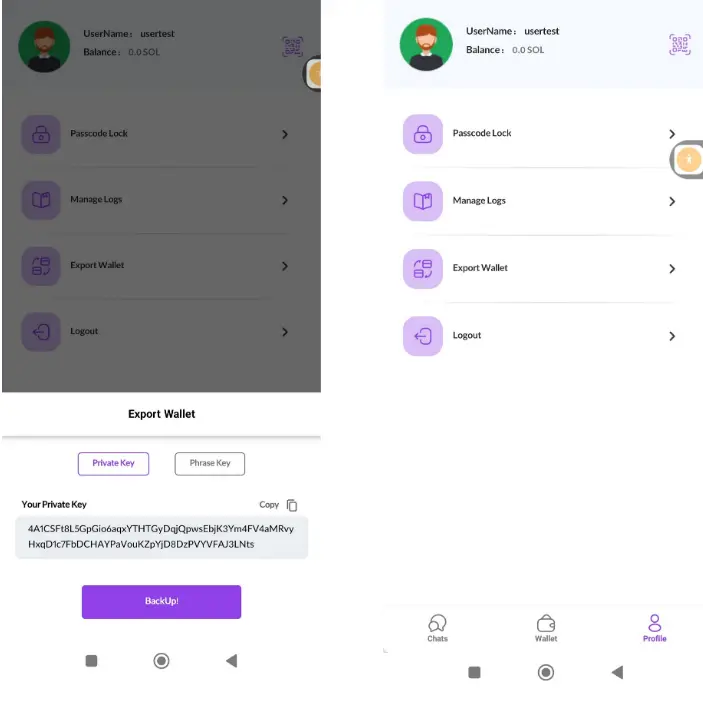 UserName : usertest
Balance : 0.0 SOL
Passcode Lock
Manage Logs
Export Wallet
Logout
Export Wallet
Private Key
Phrase Key
Your Private Key
Copy
4A1CSFt8L5GpGio6aqxYTHTGyDqjQpwsEbjK3Ym4FV4aMRvy
HxqD1c7FbDCHAYPaVouKZpYjD8DzPVYVFAJ3LNts
BackUp!
UserName : usertest
Balance : 0.0 SOL
Passcode Lock
Manage Logs
Export Wallet
Logout
Chats
Wallet
Profile